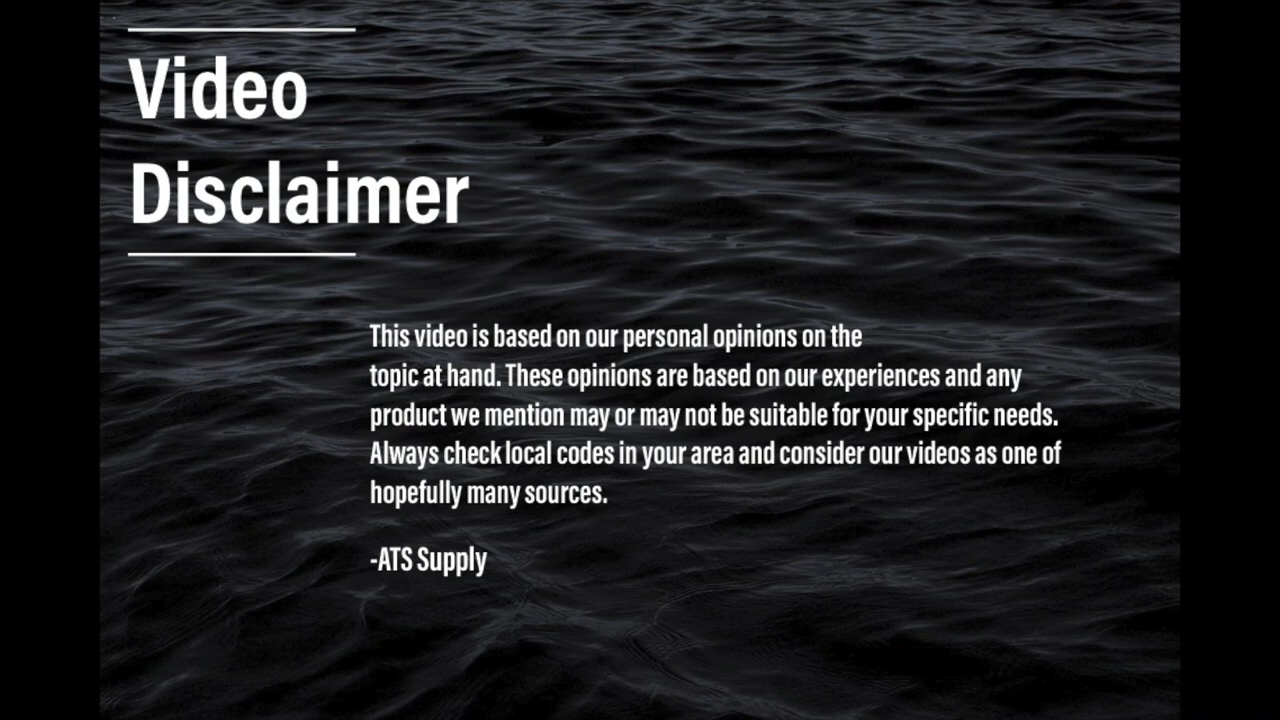 Video
Disclaimer
This video is based on our personal opinions on the
topic at hand. These opinions are based on our experiences and any
product we mention may or may not be suitable for your specific needs.
Always check local codes in your area and consider our videos as one of
hopefully many sources.
-ATS Supply